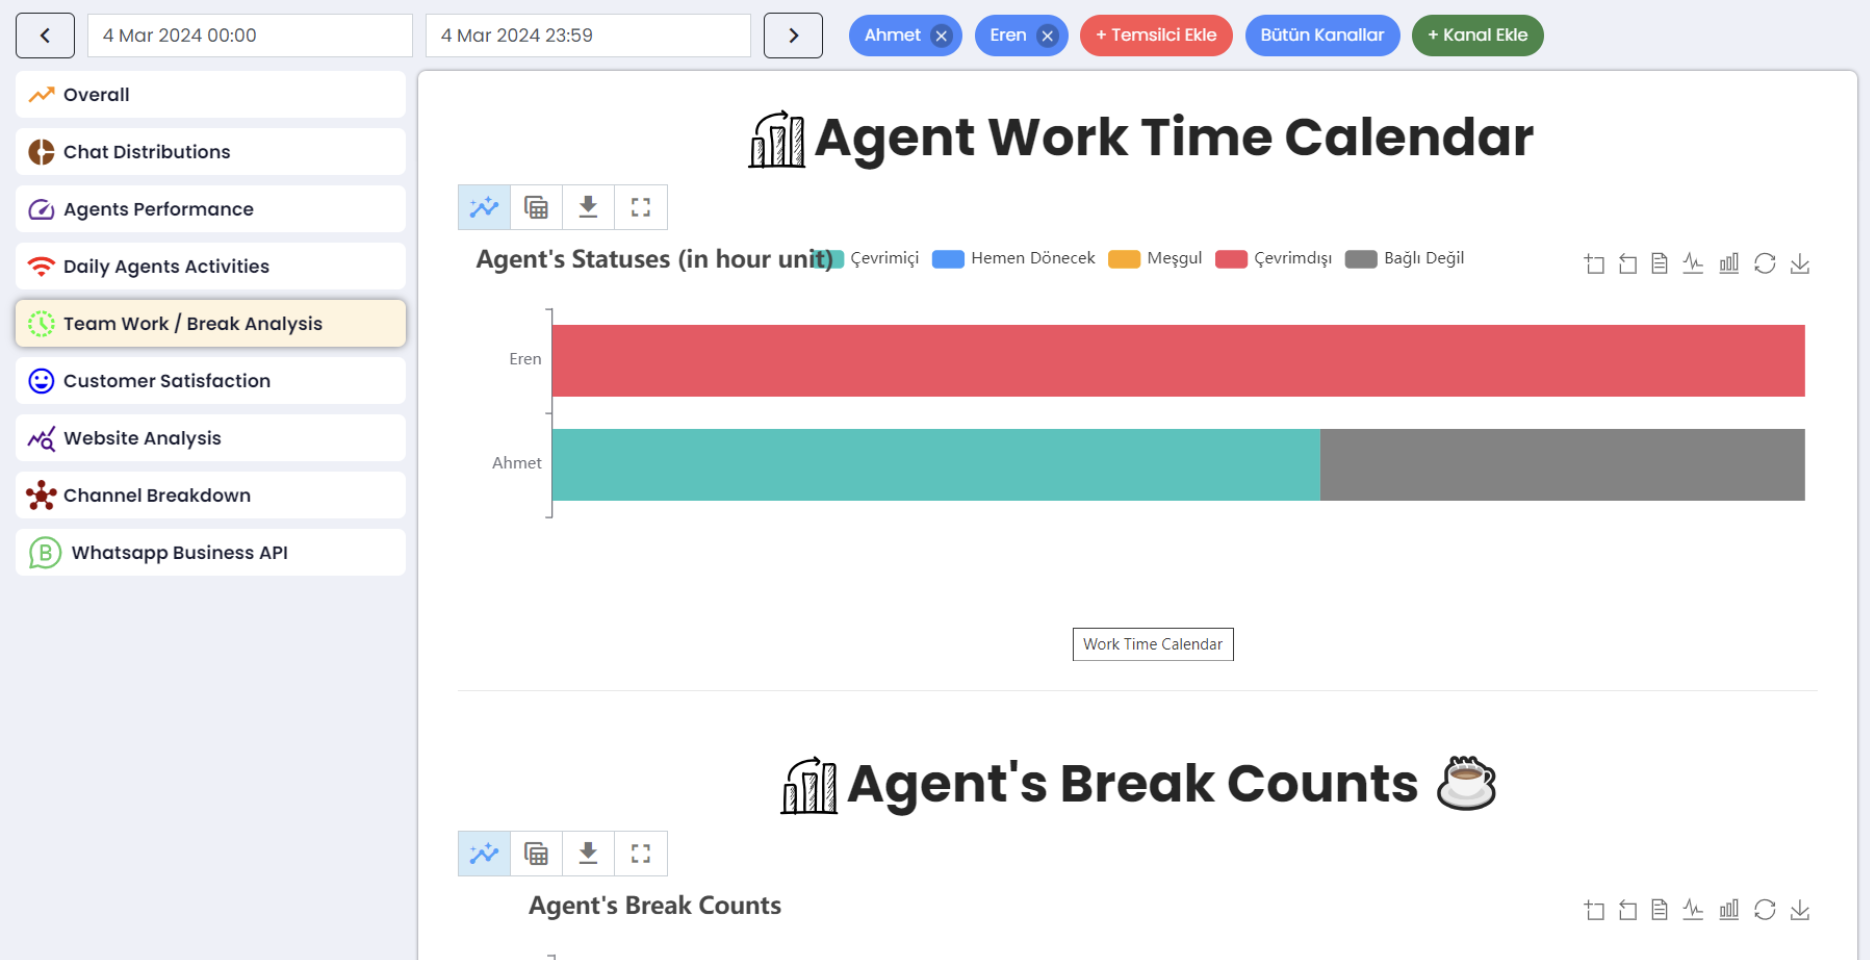 4 Mar 2024 00:00
4 Mar 2024 23:59
Ahmet
Eren
+ Temsilci Ekle
Bütün Kanallar
+ Kanal Ekle
Overall
Chat Distributions
Agents Performance
Daily Agents Activities
Team Work / Break Analysis
Customer Satisfaction
Website Analysis
Channel Breakdown
B Whatsapp Business API
Agent Work Time Calendar
Agent's Statuses (in hour unit)
Çevrimiçi
Hemen Dönecek
Meşgul
Çevrimdışı
Bağlı Değil
Eren
Ahmet
Work Time Calendar
Agent's Break Counts
Agent's Break Counts